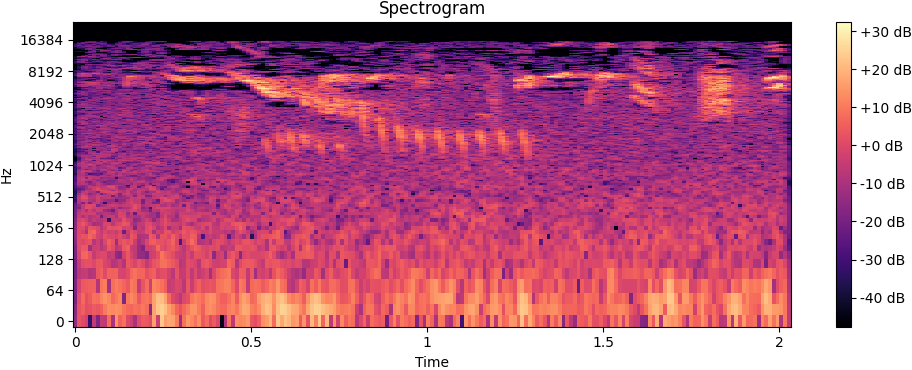 Spectrogram
16384
8192
4096
2048
1024
512
256
128
64
0
Hz
0
0.5
1
1.5
2
Time
+30 dB
+20 dB
+10 dB
+0 dB
-10 dB
-20 dB
-30 dB
-40 dB